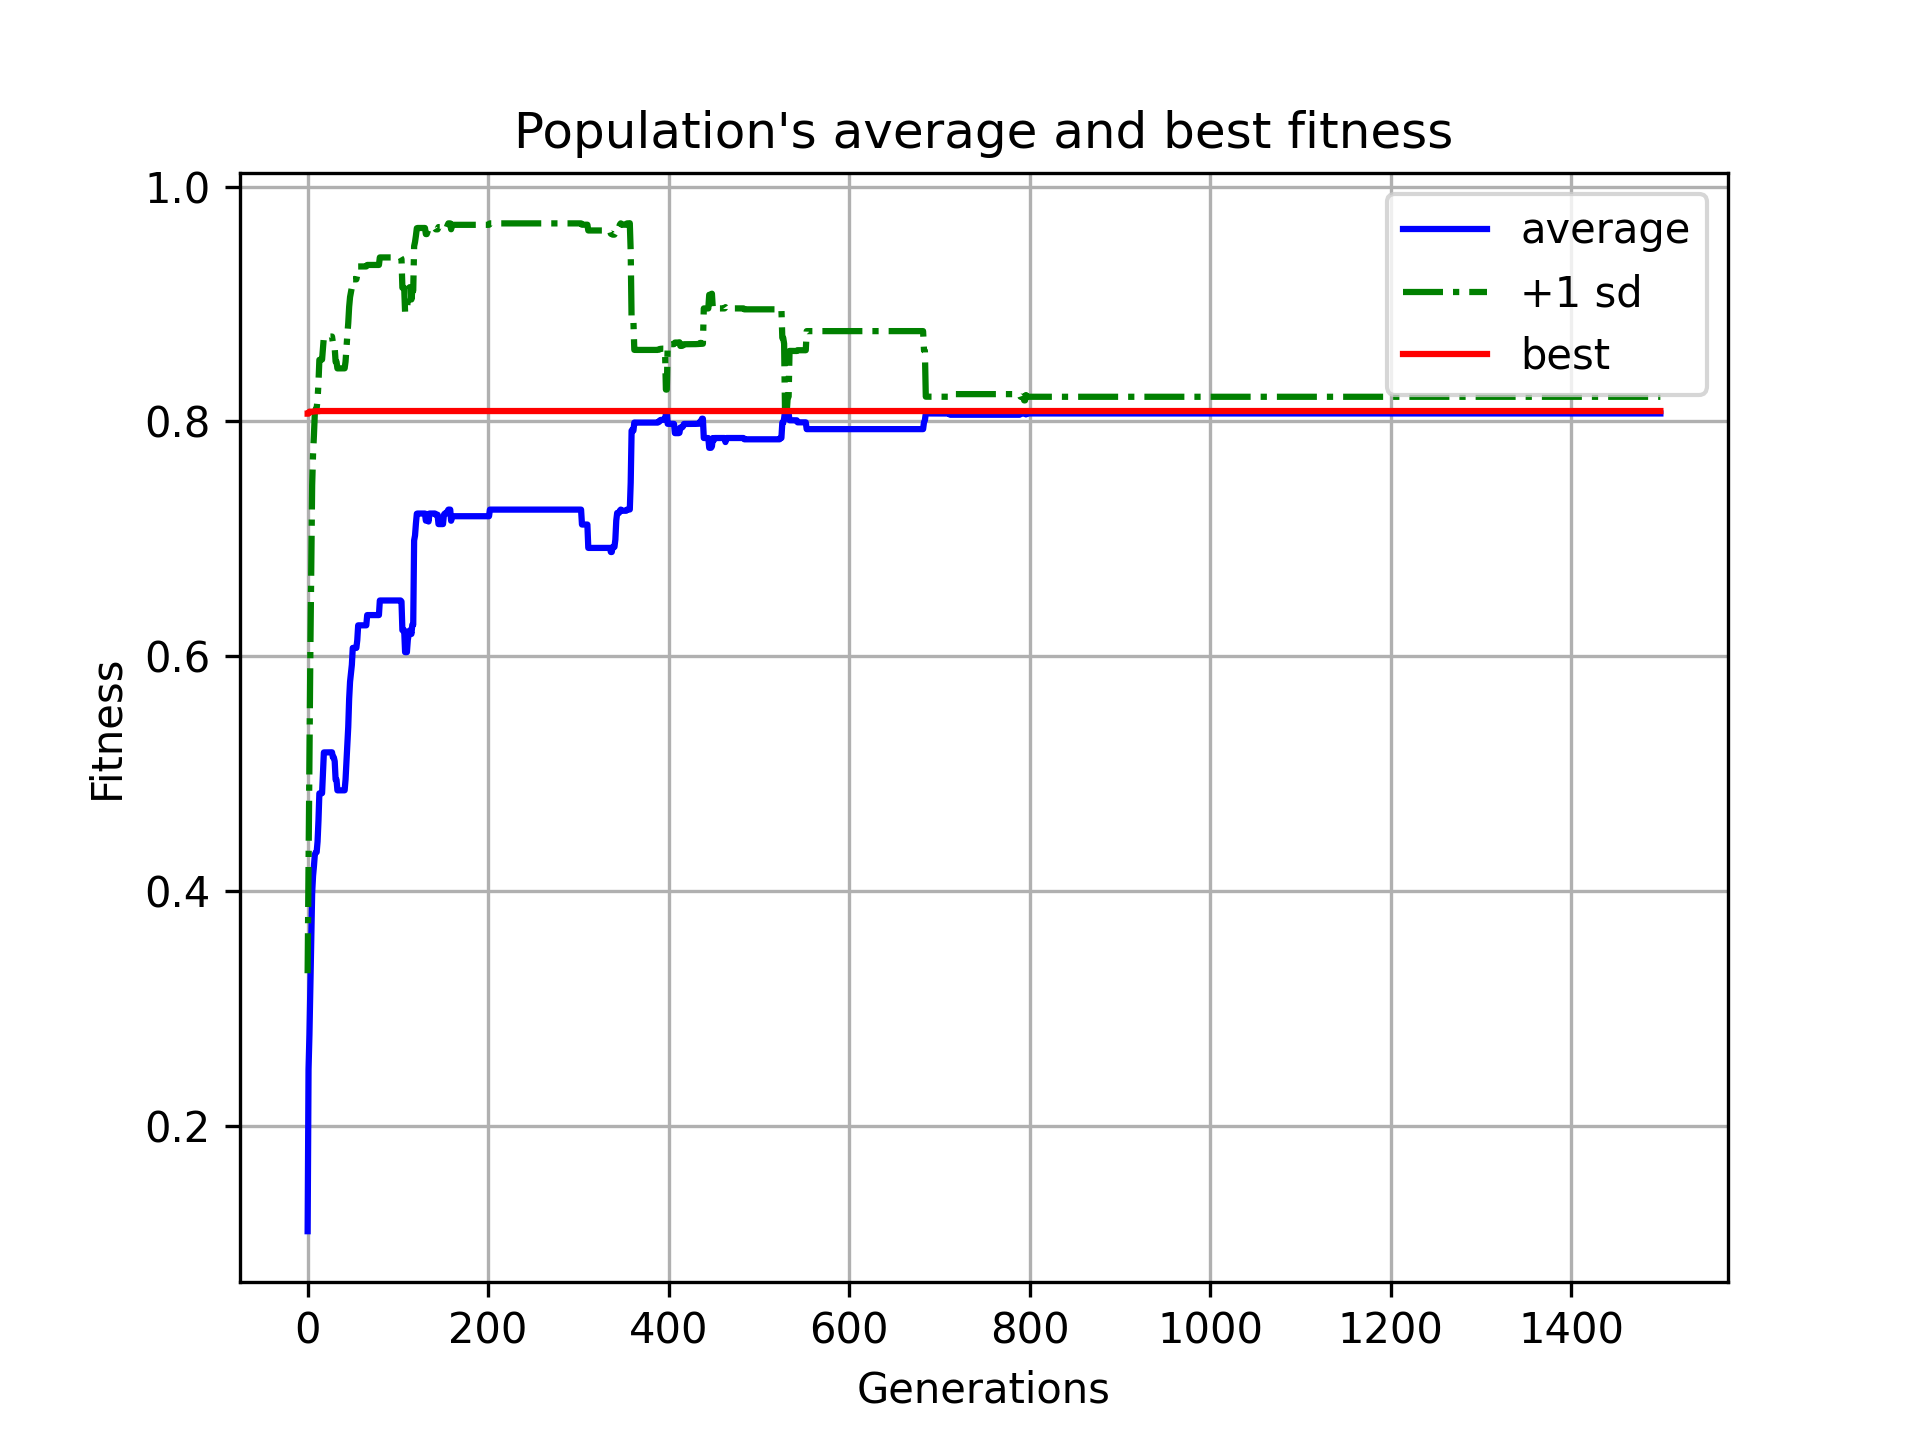 Population's average and best fitness
1.0
0.8
0.6
0.4
0.2
Fitness
average
+1 sd
best
0 200 400 600 800 1000 1200 1400
Generations